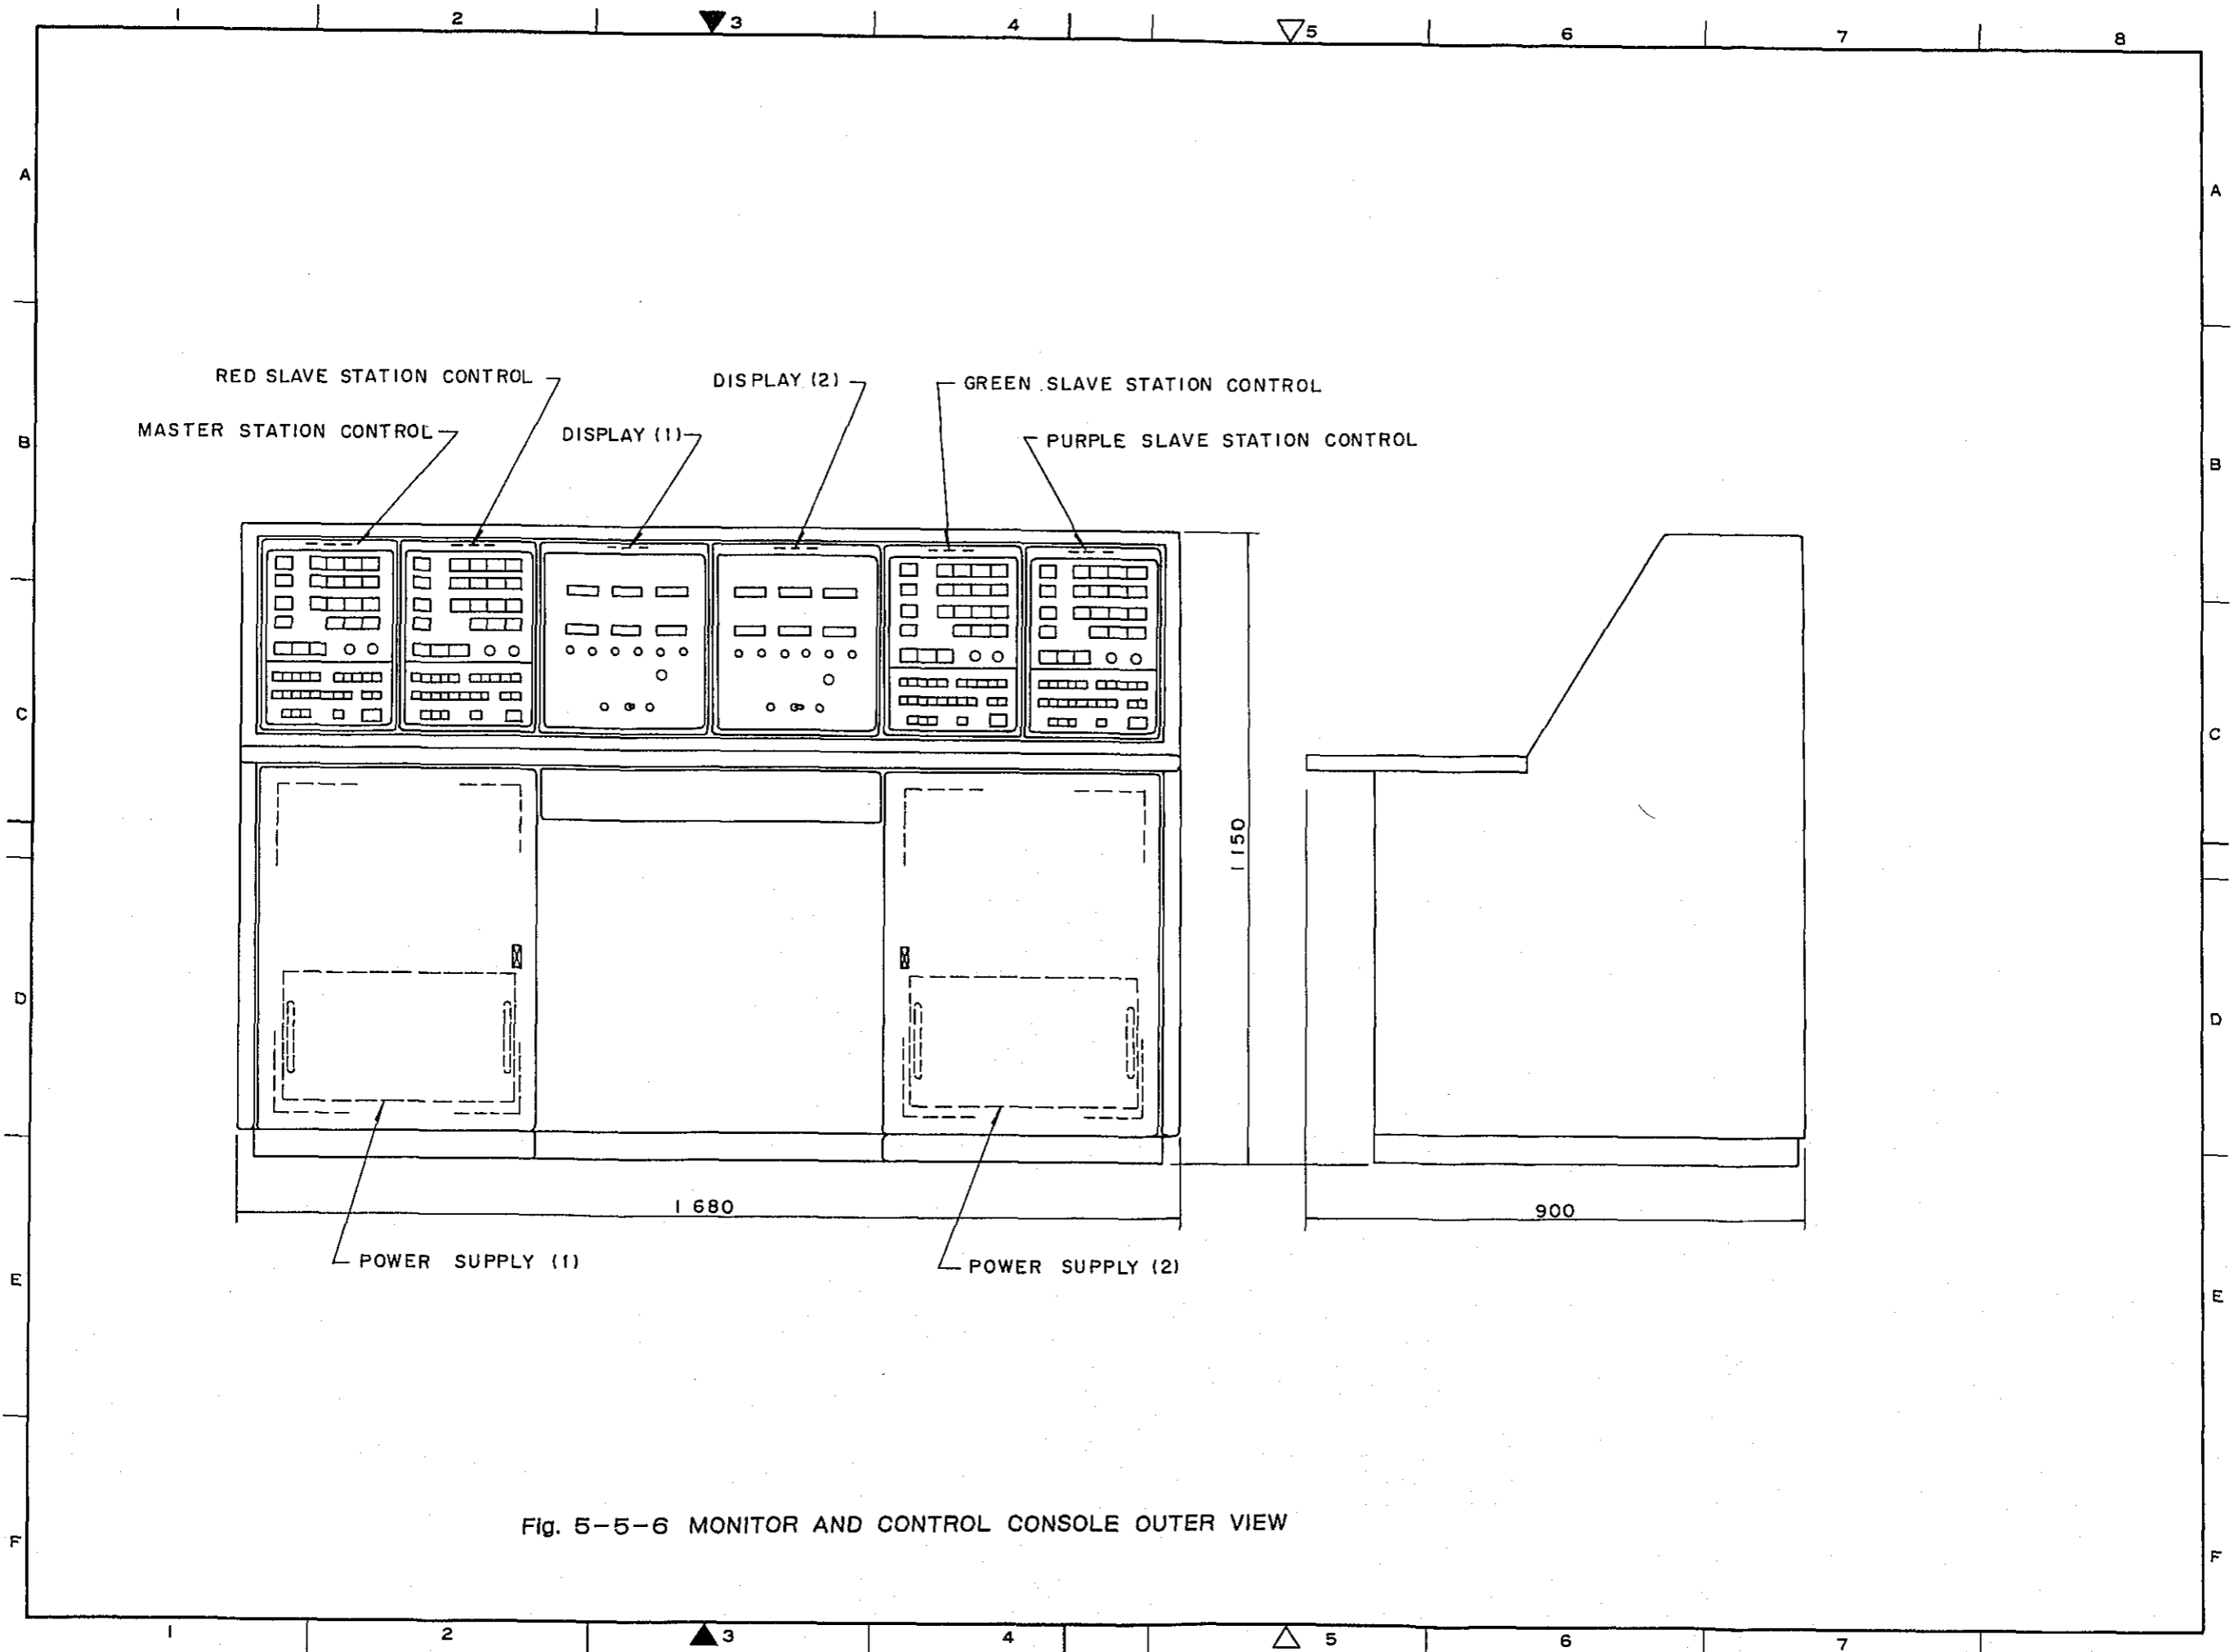 1 2 3 4 5 6 7 8
A A
RED SLAVE STATION CONTROL
DISPLAY (2)
GREEN SLAVE STATION CONTROL
MASTER STATION CONTROL
DISPLAY (1)
PURPLE SLAVE STATION CONTROL
B B
C C
1150
D D
1680
900
POWER SUPPLY (1)
POWER SUPPLY (2)
E E
Fig. 5-5-6 MONITOR AND CONTROL CONSOLE OUTER VIEW
F F
1 2 3 4 5 6 7